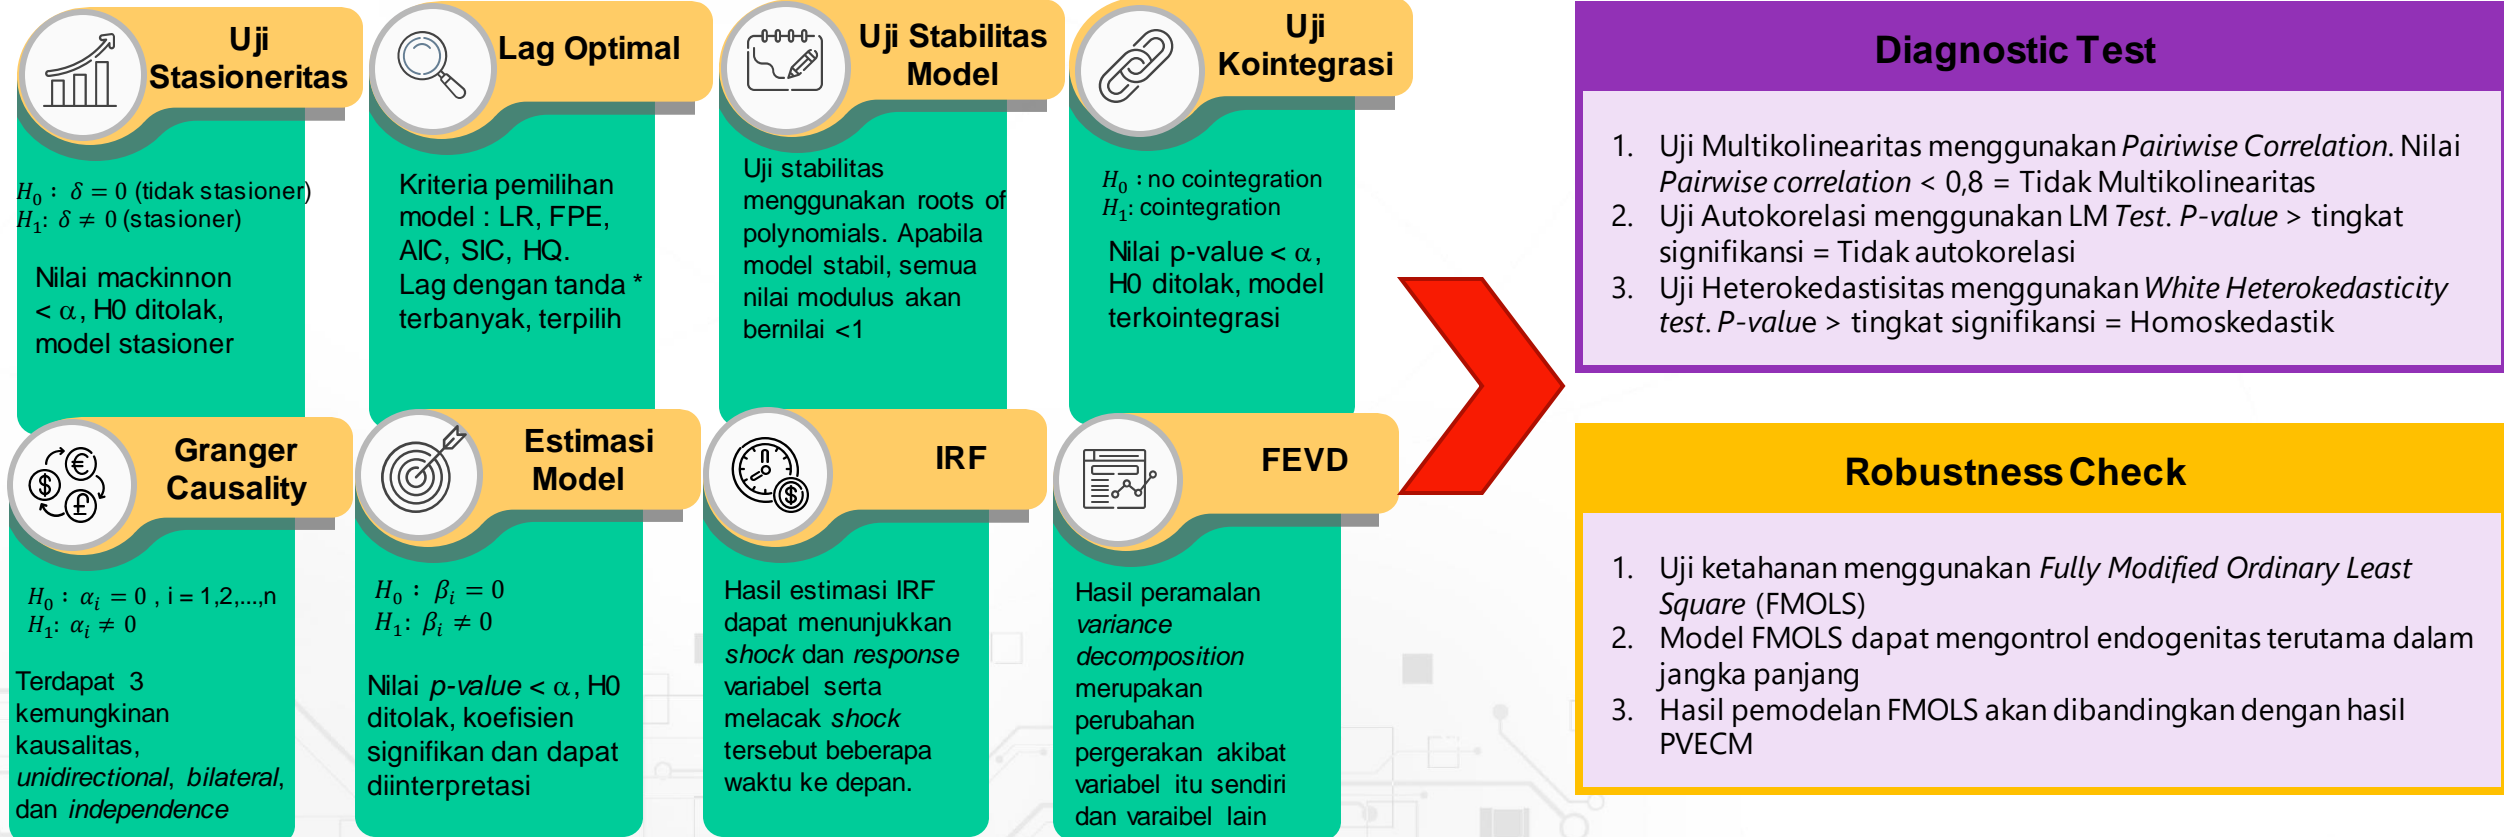 Uji
Stasioneritas
H₀ : δ = 0 (tidak stasioner)
H₁: δ ≠ 0 (stasioner)
Nilai mackinnon
< α, H0 ditolak,
model stasioner
Lag Optimal
Kriteria pemilihan
model : LR, FPE,
AIC, SIC, HQ.
Lag dengan tanda *
terbanyak, terpilih
Uji Stabilitas
Model
Uji stabilitas
menggunakan roots of
polynomials. Apabila
model stabil, semua
nilai modulus akan
bernilai <1
Uji
Kointegrasi
H₀ : no cointegration
H₁: cointegration
Nilai p-value < α,
H0 ditolak, model
terkointegrasi
Granger
Causality
H₀ : αᵢ = 0 , i = 1,2,...,n
H₁: αᵢ ≠ 0
Terdapat 3
kemungkinan
kausalitas,
unidirectional, bilateral,
dan independence
Estimasi
Model
H₀ : βᵢ = 0
H₁: βᵢ ≠ 0
Nilai p-value < α, H0
ditolak, koefisien
signifikan dan dapat
diinterpretasi
IRF
Hasil estimasi IRF
dapat menunjukkan
shock dan response
variabel serta
melacak shock
tersebut beberapa
waktu ke depan.
FEVD
Hasil peramalan
variance
decomposition
merupakan
perubahan
pergerakan akibat
variabel itu sendiri
dan varaibel lain
Diagnostic Test
1. Uji Multikolinearitas menggunakan Pairiwise Correlation. Nilai
Pairwise correlation < 0,8 = Tidak Multikolinearitas
2. Uji Autokorelasi menggunakan LM Test. P-value > tingkat
signifikansi = Tidak autokorelasi
3. Uji Heterokedastisitas menggunakan White Heterokedasticity
test. P-value > tingkat signifikansi = Homoskedastik
Robustness Check
1. Uji ketahanan menggunakan Fully Modified Ordinary Least
Square (FMOLS)
2. Model FMOLS dapat mengontrol endogenitas terutama dalam
jangka panjang
3. Hasil pemodelan FMOLS akan dibandingkan dengan hasil
PVECM